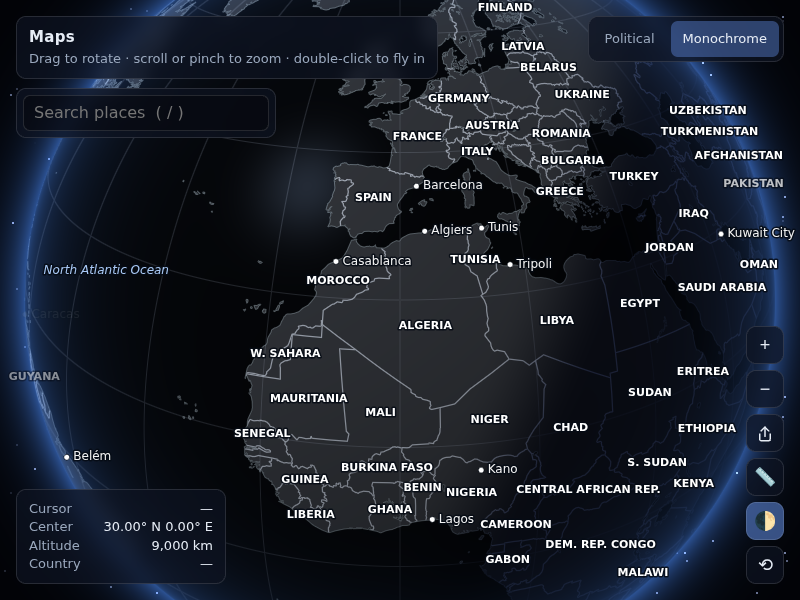 Maps
Drag to rotate · scroll or pinch to zoom · double-click to fly in
Search places ( / )
Political
Monochrome
FINLAND
LATVIA
BELARUS
GERMANY
UKRAINE
UZBEKISTAN
AUSTRIA
ROMANIA
TURKMENISTAN
FRANCE
ITALY
BULGARIA
AFGHANISTAN
TURKEY
PAKISTAN
Barcelona
GREECE
SPAIN
IRAQ
Algiers
Tunis
Kuwait City
JORDAN
Casablanca
TUNISIA
Tripoli
OMAN
North Atlantic Ocean
MOROCCO
SAUDI ARABIA
EGYPT
Caracas
ALGERIA
LIBYA
W. SAHARA
GUYANA
ERITREA
MAURITANIA
SUDAN
MALI
NIGER
CHAD
ETHIOPIA
SENEGAL
Belém
BURKINA FASO
Kano
S. SUDAN
GUINEA
BENIN
NIGERIA
CENTRAL AFRICAN REP.
KENYA
LIBERIA
GHANA
Lagos
CAMEROON
DEM. REP. CONGO
GABON
MALAWI
Cursor —
Center 30.00° N 0.00° E
Altitude 9,000 km
Country —
+
−